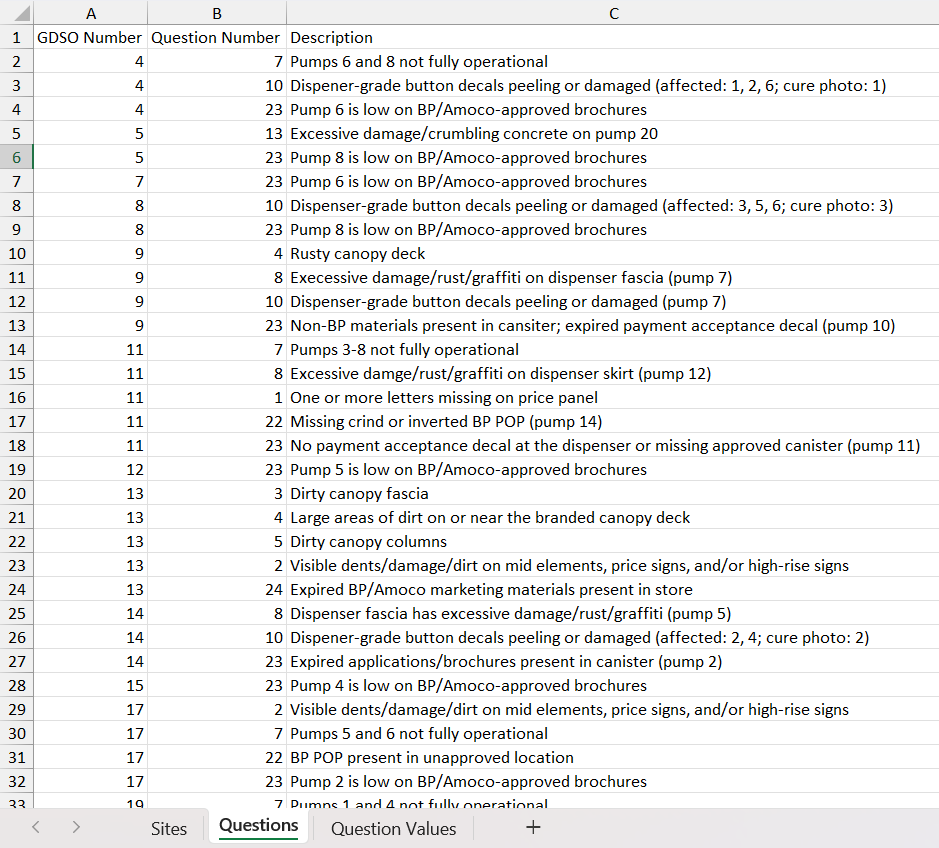 A B C
1 GDSO Number Question Number Description
2 4 7 Pumps 6 and 8 not fully operational
3 4 10 Dispener-grade button decals peeling or damaged (affected: 1, 2, 6; cure photo: 1)
4 4 23 Pump 6 is low on BP/Amoco-approved brochures
5 5 13 Excessive damage/crumbling concrete on pump 20
6 5 23 Pump 8 is low on BP/Amoco-approved brochures
7 7 23 Pump 6 is low on BP/Amoco-approved brochures
8 8 10 Dispenser-grade button decals peeling or damaged (affected: 3, 5, 6; cure photo: 3)
9 8 23 Pump 8 is low on BP/Amoco-approved brochures
10 9 4 Rusty canopy deck
11 9 8 Execessive damage/rust/graffiti on dispenser fascia (pump 7)
12 9 10 Dispenser-grade button decals peeling or damaged (pump 7)
13 9 23 Non-BP materials present in cansiter; expired payment acceptance decal (pump 10)
14 11 7 Pumps 3-8 not fully operational
15 11 8 Excessive damge/rust/graffiti on dispenser skirt (pump 12)
16 11 1 One or more letters missing on price panel
17 11 22 Missing crind or inverted BP POP (pump 14)
18 11 23 No payment acceptance decal at the dispenser or missing approved canister (pump 11)
19 12 23 Pump 5 is low on BP/Amoco-approved brochures
20 13 3 Dirty canopy fascia
21 13 4 Large areas of dirt on or near the branded canopy deck
22 13 5 Dirty canopy columns
23 13 2 Visible dents/damage/dirt on mid elements, price signs, and/or high-rise signs
24 13 24 Expired BP/Amoco marketing materials present in store
25 14 8 Dispenser fascia has excessive damage/rust/graffiti (pump 5)
26 14 10 Dispener-grade button decals peeling or damaged (affected: 2, 4; cure photo: 2)
27 14 23 Expired applications/brochures present in canister (pump 2)
28 15 23 Pump 4 is low on BP/Amoco-approved brochures
29 17 2 Visible dents/damage/dirt on mid elements, price signs, and/or high-rise signs
30 17 7 Pumps 5 and 6 not fully operational
31 17 22 BP POP present in unapproved location
32 17 23 Pump 2 is low on BP/Amoco-approved brochures
33 19 7 Pumps 1 and 4 not fully operational
Sites Questions Question Values